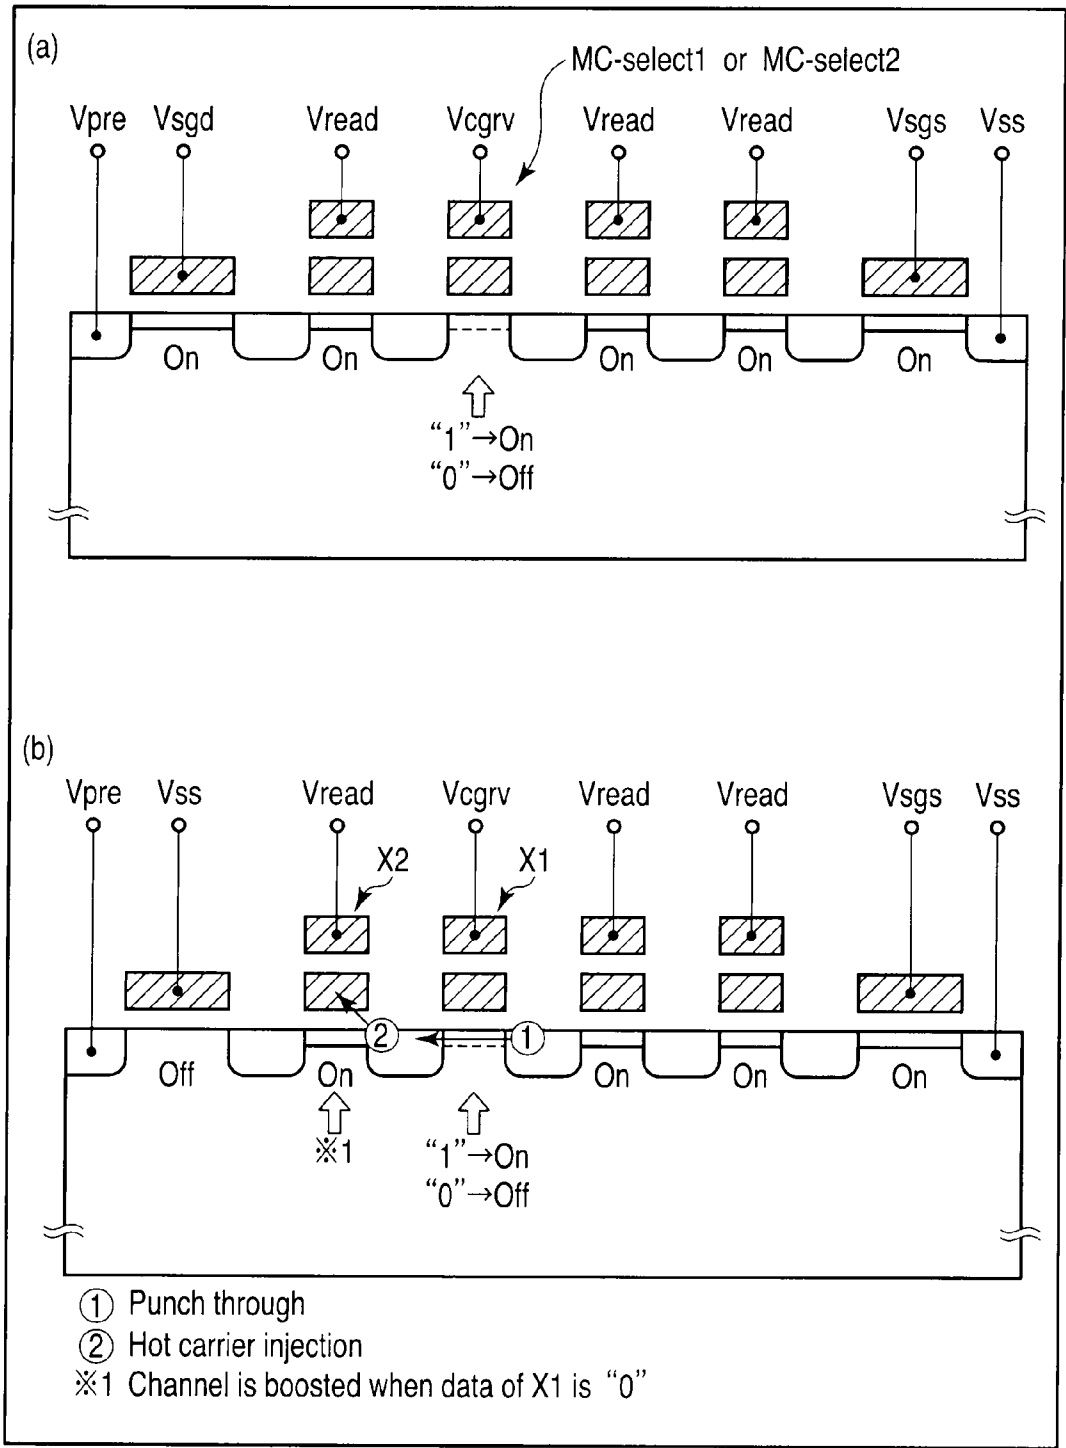 (a)
MC-select1 or MC-select2
Vpre Vsgd Vread Vcgrv Vread Vread Vsgs Vss
On On On On On
“1”→On
“0”→Off
(b)
Vpre Vss Vread Vcgrv Vread Vread Vsgs Vss
X2 X1
② ①
Off On On On On
※1 “1”→On
“0”→Off
① Punch through
② Hot carrier injection
※1 Channel is boosted when data of X1 is “0”